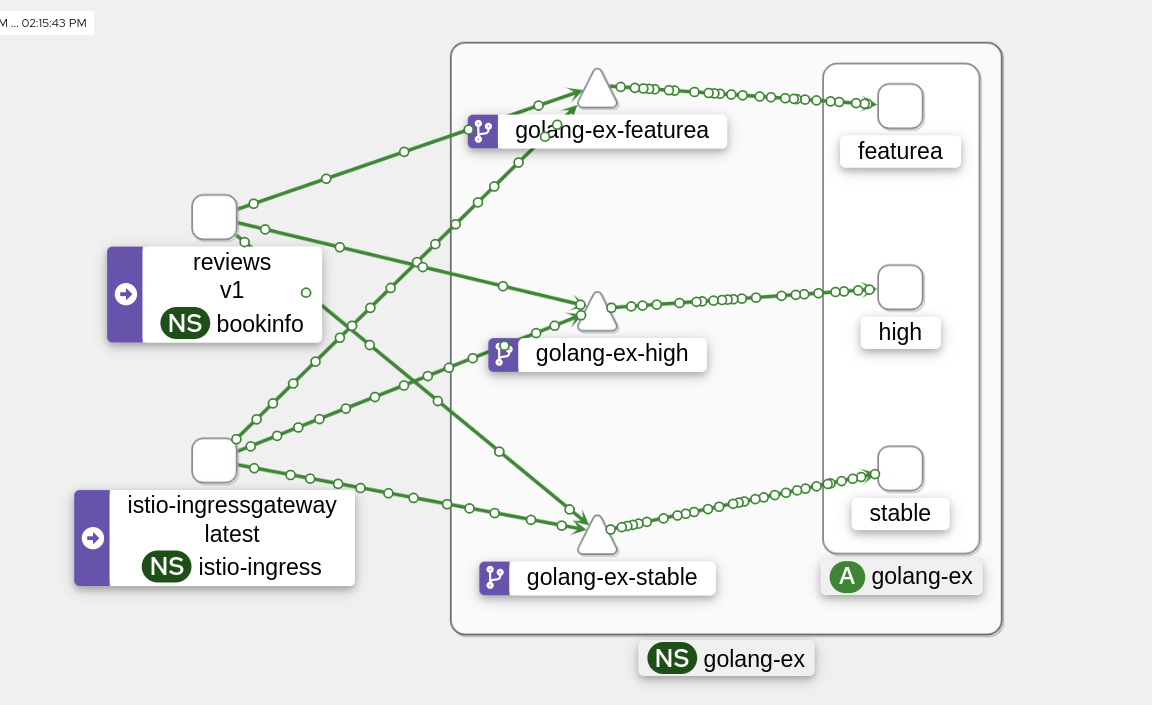 M ... 02:15:43 PM
golang-ex-featurea
featurea
reviews
v1
NS bookinfo
golang-ex-high
high
istio-ingressgateway
latest
NS istio-ingress
golang-ex-stable
stable
A golang-ex
NS golang-ex